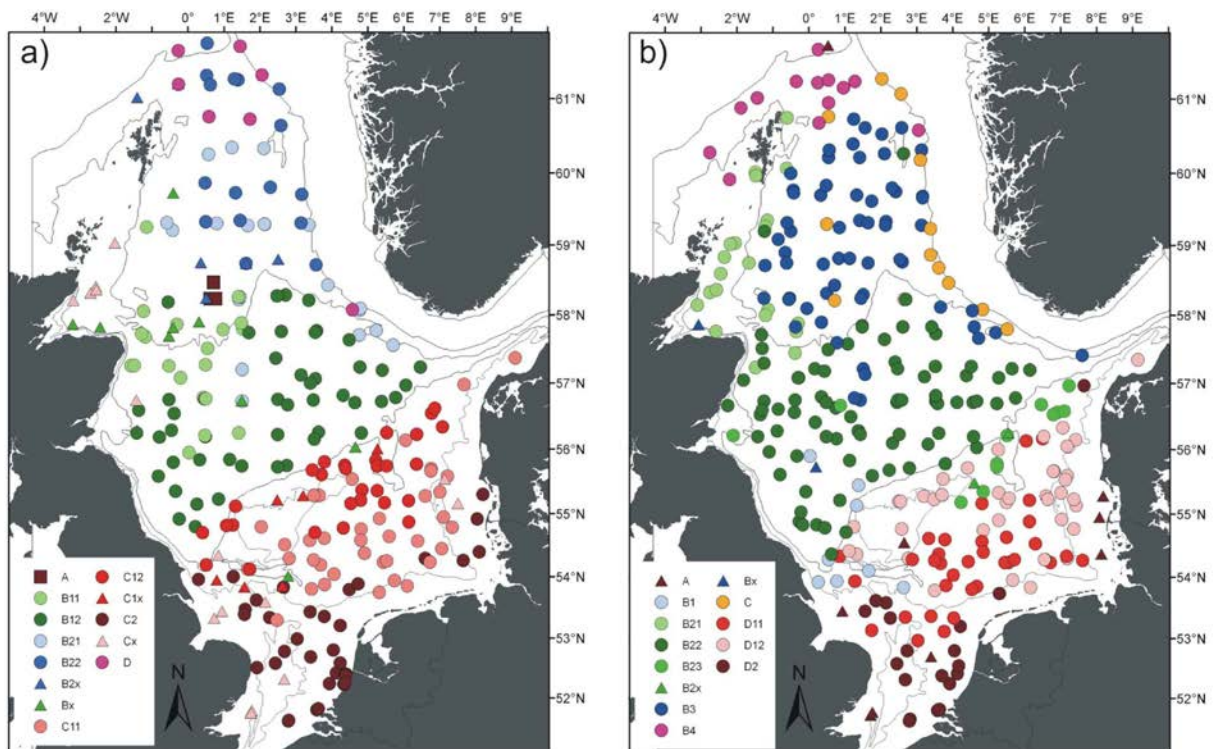 0° 1°E 2°E 3°E 4°E 5°E 6°E 7°E 8°E 9°E
a)
61°N
60°N
59°N
58°N
57°N
56°N
55°N
54°N
53°N
52°N
A
B11
B12
B21
B22
B2x
Bx
C11
C12
C1x
C2
Cx
D
N
4°W 3°W 2°W 1°W 0° 1°E 2°E 3°E 4°E 5°E 6°E 7°E 8°E 9°E
b)
61°N
60°N
59°N
58°N
57°N
56°N
55°N
54°N
53°N
52°N
A
B1
B21
B22
B23
B2x
B3
B4
Bx
C
D11
D12
D2
N